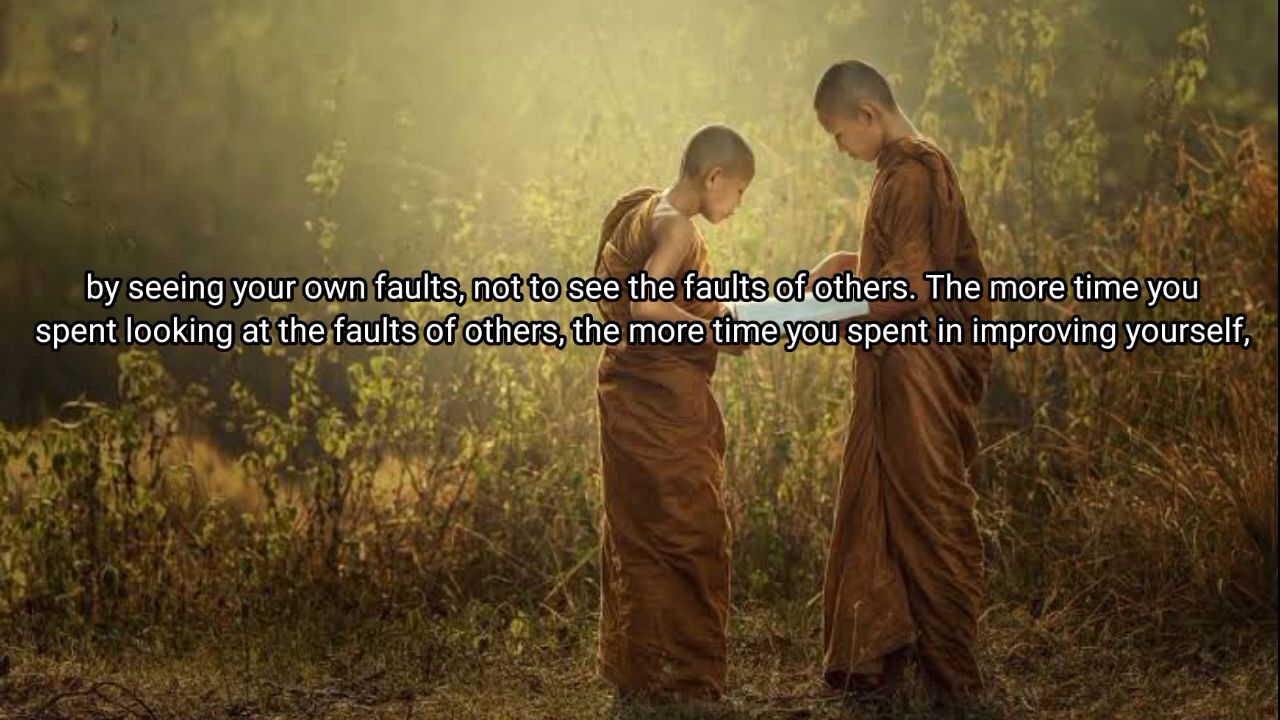 by seeing your own faults, not to see the faults of others. The more time you
spent looking at the faults of others, the more time you spent in improving yourself,